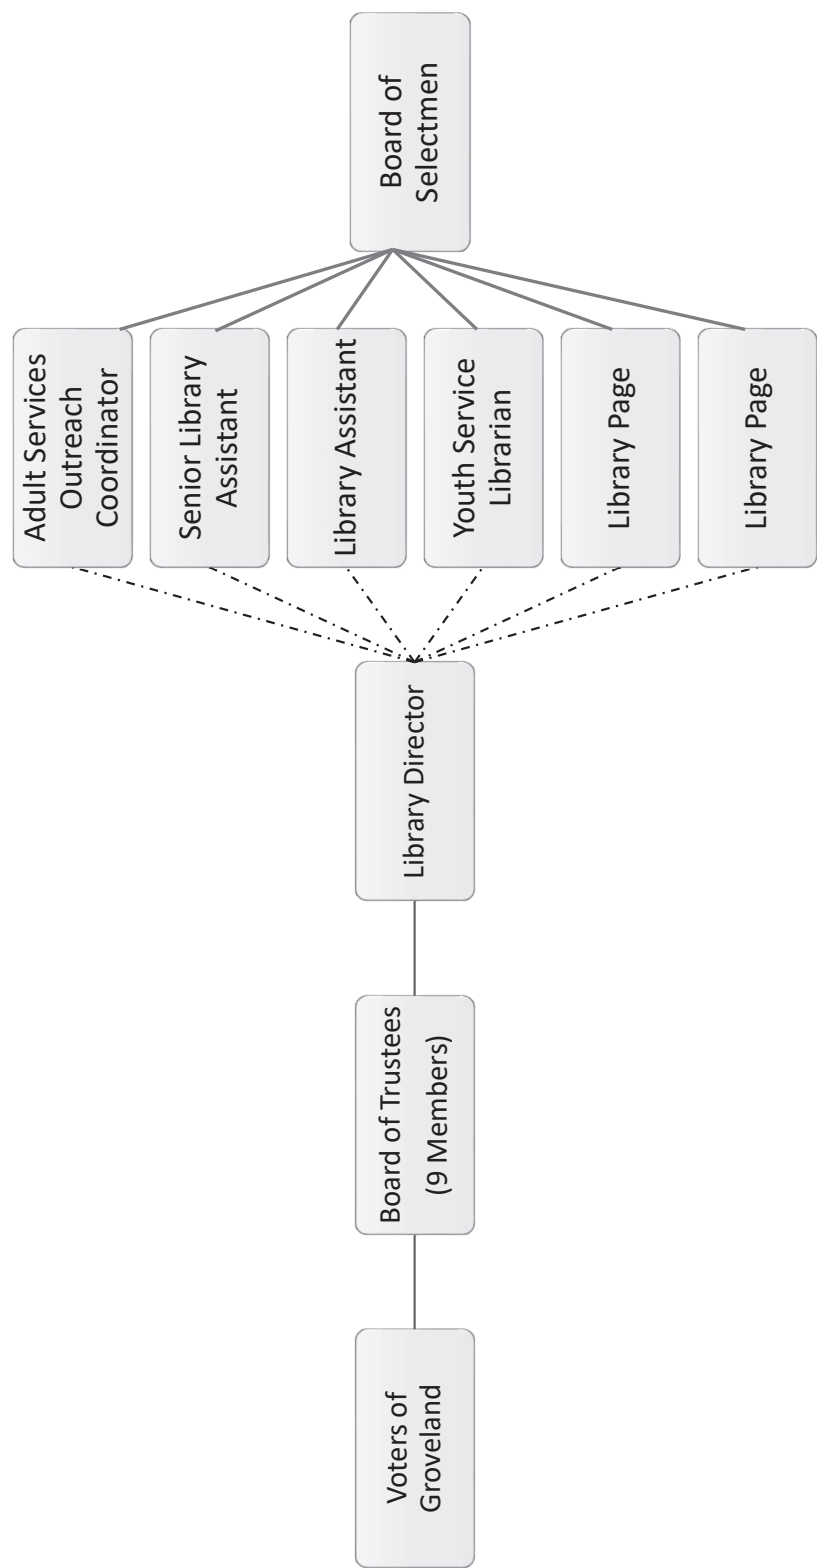 Voters of
Groveland
Board of Trustees
(9 Members)
Library Director
Adult Services
Outreach
Coordinator
Senior Library
Assistant
Library Assistant
Youth Service
Librarian
Library Page
Library Page
Board of
Selectmen